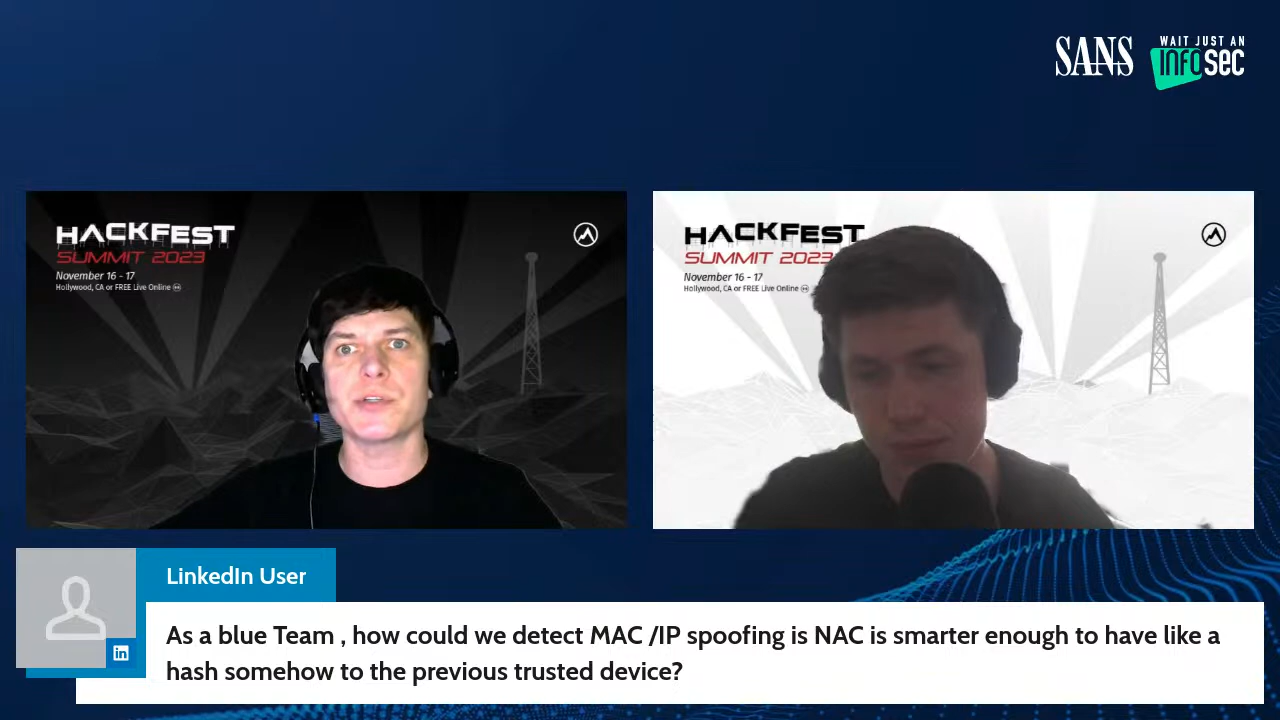 SANS
WAIT JUST AN
INFOSEC
HACKFEST
SUMMIT 2023
November 16 - 17
Hollywood, CA or FREE Live Online
HACKFEST
SUMMIT 2023
November 16 - 17
Hollywood, CA or FREE Live Online
LinkedIn User
in
As a blue Team , how could we detect MAC /IP spoofing is NAC is smarter enough to have like a
hash somehow to the previous trusted device?